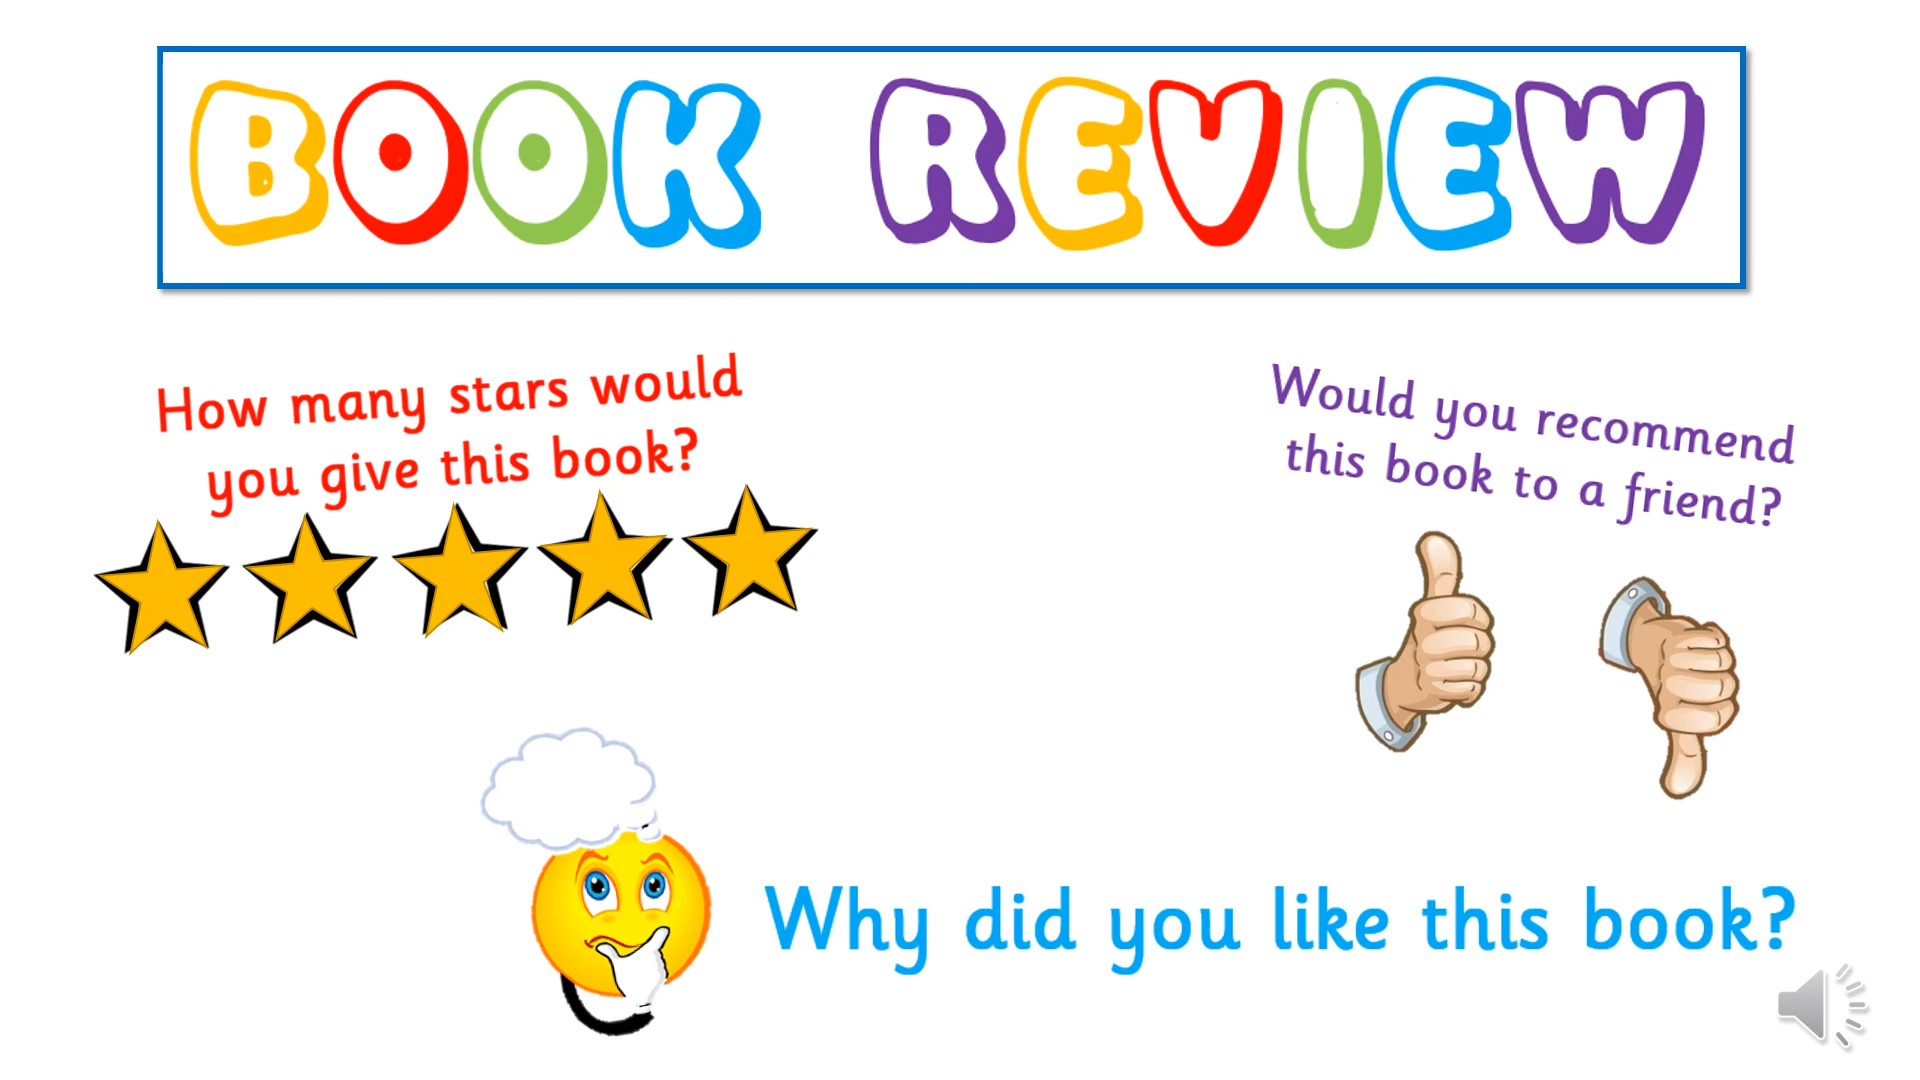 BOOK REVIEW
How many stars would
you give this book?
Would you recommend
this book to a friend?
Why did you like this book?